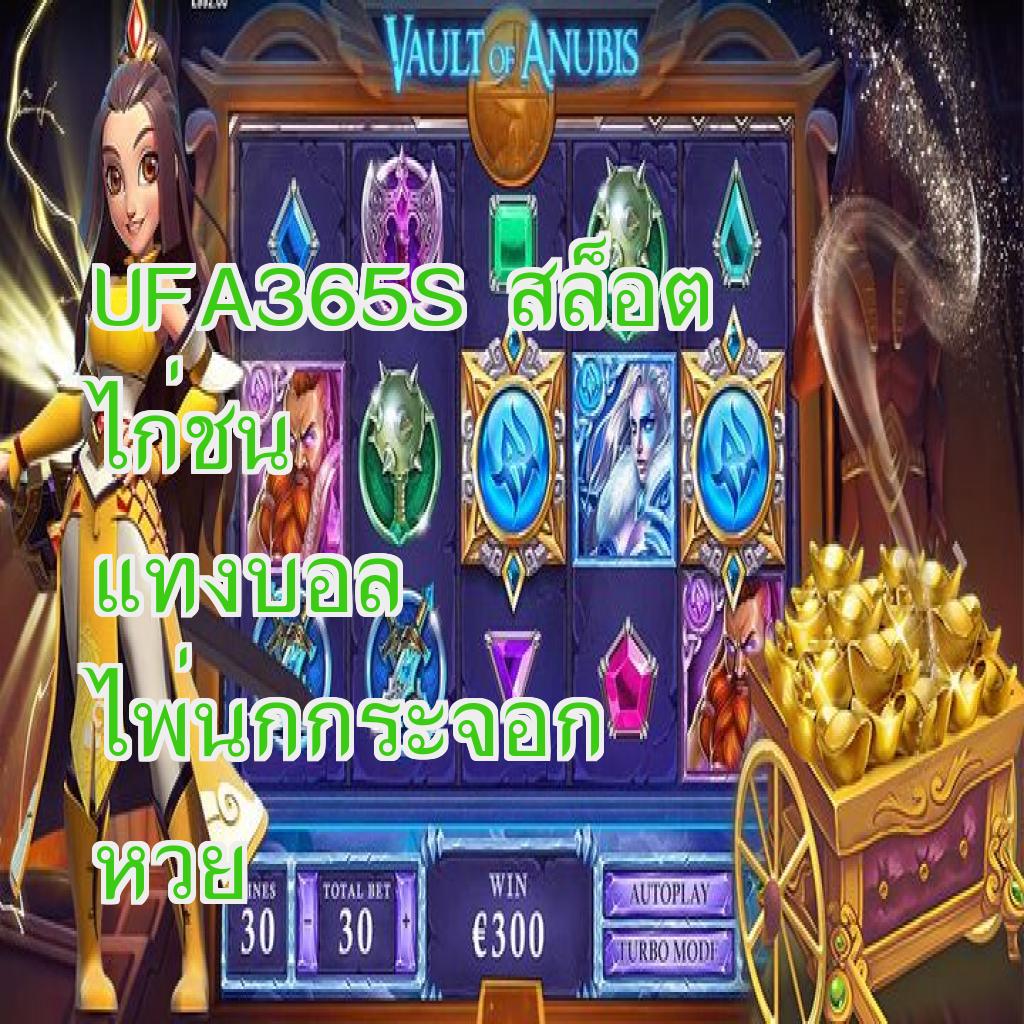 VAULT OF ANUBIS
UFA365S สล็อต
ไก่ชน
แทงบอล
ไพ่นกกระจอก
หวย
TOTAL BET
WIN
AUTOPLAY
30
- 30 +
€300
TURBO MODE